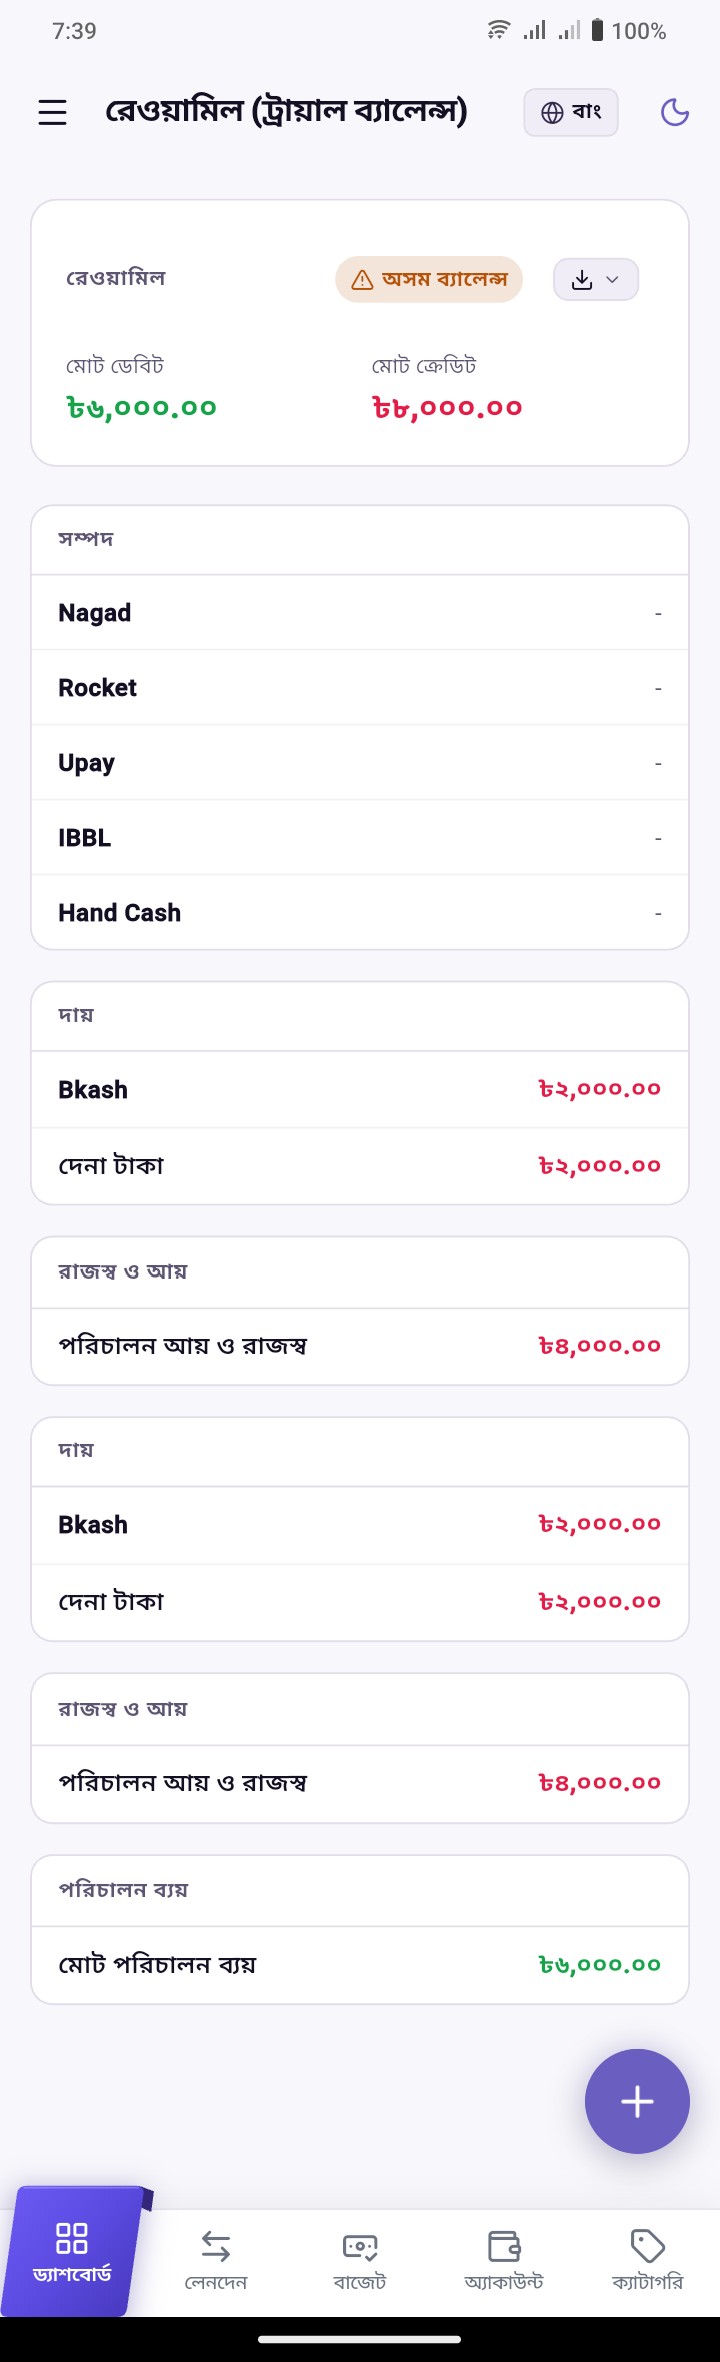 7:39
100%
রেওয়ামিল (ট্রায়াল ব্যালেন্স)
বাং
রেওয়ামিল
অসম ব্যালেন্স
মোট ডেবিট
মোট ক্রেডিট
৳৬,০০০.০০
৳৮,০০০.০০
সম্পদ
Nagad -
Rocket -
Upay -
IBBL -
Hand Cash -
দায়
Bkash ৳২,০০০.০০
দেনা টাকা ৳২,০০০.০০
রাজস্ব ও আয়
পরিচালন আয় ও রাজস্ব ৳৪,০০০.০০
দায়
Bkash ৳২,০০০.০০
দেনা টাকা ৳২,০০০.০০
রাজস্ব ও আয়
পরিচালন আয় ও রাজস্ব ৳৪,০০০.০০
পরিচালন ব্যয়
মোট পরিচালন ব্যয় ৳৬,০০০.০০
ড্যাশবোর্ড
লেনদেন
বাজেট
অ্যাকাউন্ট
ক্যাটাগরি